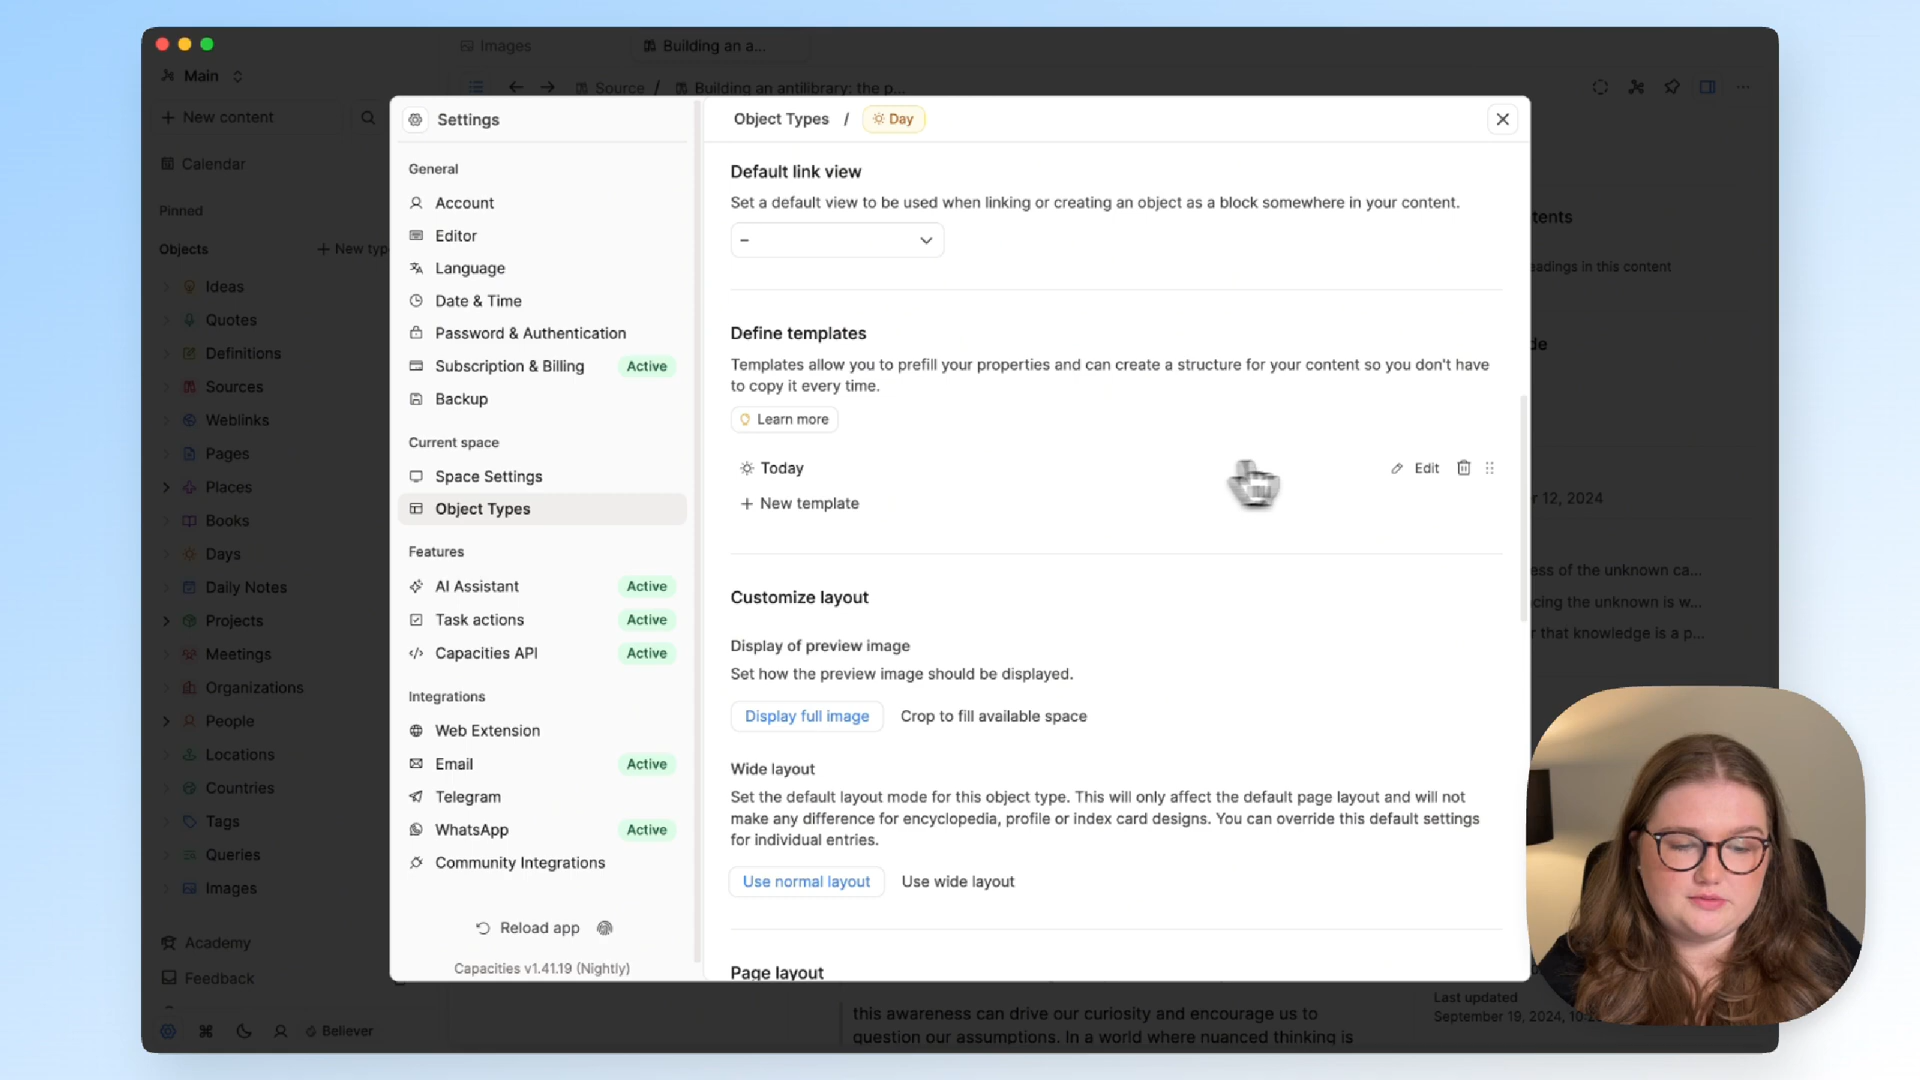 Images
Building an a...
Main
Source / Building an antilibrary: the p...
New content
Calendar
Pinned
Objects
+ New typ
Ideas
Quotes
Definitions
Sources
Weblinks
Pages
Places
Books
Days
Daily Notes
Projects
Meetings
Organizations
People
Locations
Countries
Tags
Queries
Images
Academy
Feedback
Believer
Settings
General
Account
Editor
Language
Date & Time
Password & Authentication
Subscription & Billing Active
Backup
Current space
Space Settings
Object Types
Features
AI Assistant Active
Task actions Active
Capacities API Active
Integrations
Web Extension
Email Active
Telegram
WhatsApp Active
Community Integrations
Reload app
Capacities v1.41.19 (Nightly)
Object Types / Day
Default link view
Set a default view to be used when linking or creating an object as a block somewhere in your content.
–
Define templates
Templates allow you to prefill your properties and can create a structure for your content so you don't have
to copy it every time.
Learn more
Today Edit
+ New template
Customize layout
Display of preview image
Set how the preview image should be displayed.
Display full image Crop to fill available space
Wide layout
Set the default layout mode for this object type. This will only affect the default page layout and will not
make any difference for encyclopedia, profile or index card designs. You can override this default settings
for individual entries.
Use normal layout Use wide layout
Page layout
tents
eadings in this content
de
r 12, 2024
ess of the unknown ca...
cing the unknown is w...
r that knowledge is a p...
Last updated
September 19, 2024, 10:2
this awareness can drive our curiosity and encourage us to
question our assumptions. In a world where nuanced thinking is